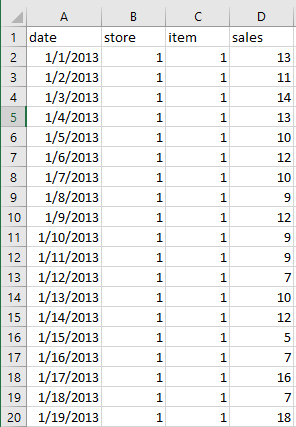 A B C D
1 date store item sales
2 1/1/2013 1 1 13
3 1/2/2013 1 1 11
4 1/3/2013 1 1 14
5 1/4/2013 1 1 13
6 1/5/2013 1 1 10
7 1/6/2013 1 1 12
8 1/7/2013 1 1 10
9 1/8/2013 1 1 9
10 1/9/2013 1 1 12
11 1/10/2013 1 1 9
12 1/11/2013 1 1 9
13 1/12/2013 1 1 7
14 1/13/2013 1 1 10
15 1/14/2013 1 1 12
16 1/15/2013 1 1 5
17 1/16/2013 1 1 7
18 1/17/2013 1 1 16
19 1/18/2013 1 1 7
20 1/19/2013 1 1 18